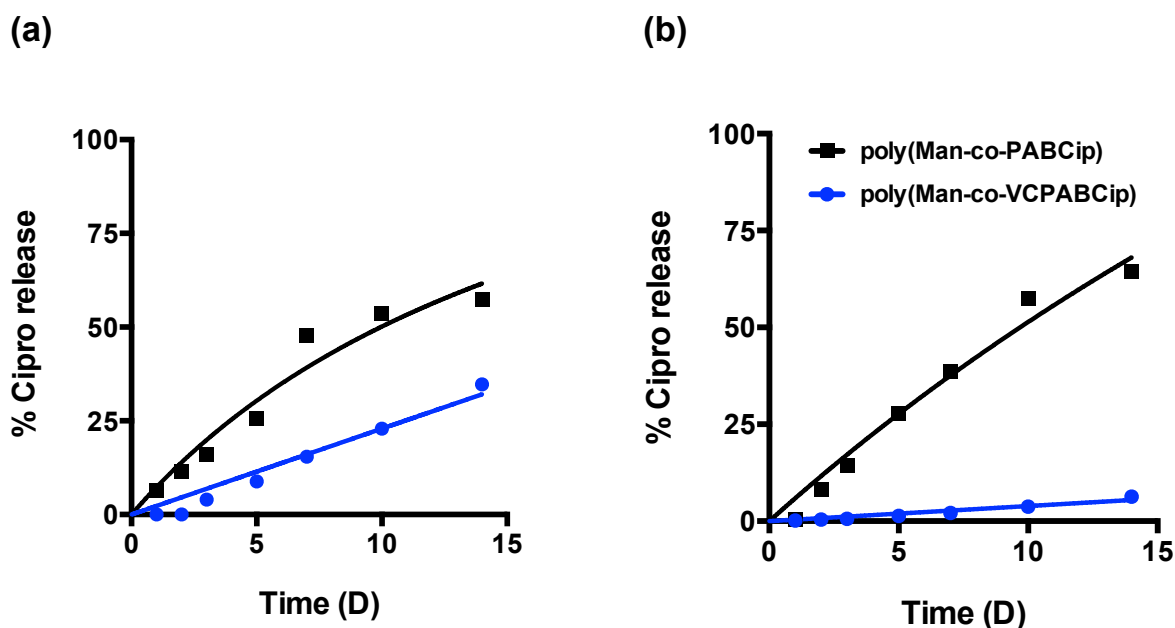 (a)
(b)
% Cipro release
100
75
50
25
0
0 5 10 15
Time (D)
% Cipro release
100
75
50
25
0
poly(Man-co-PABCip)
poly(Man-co-VCPABCip)
0 5 10 15
Time (D)